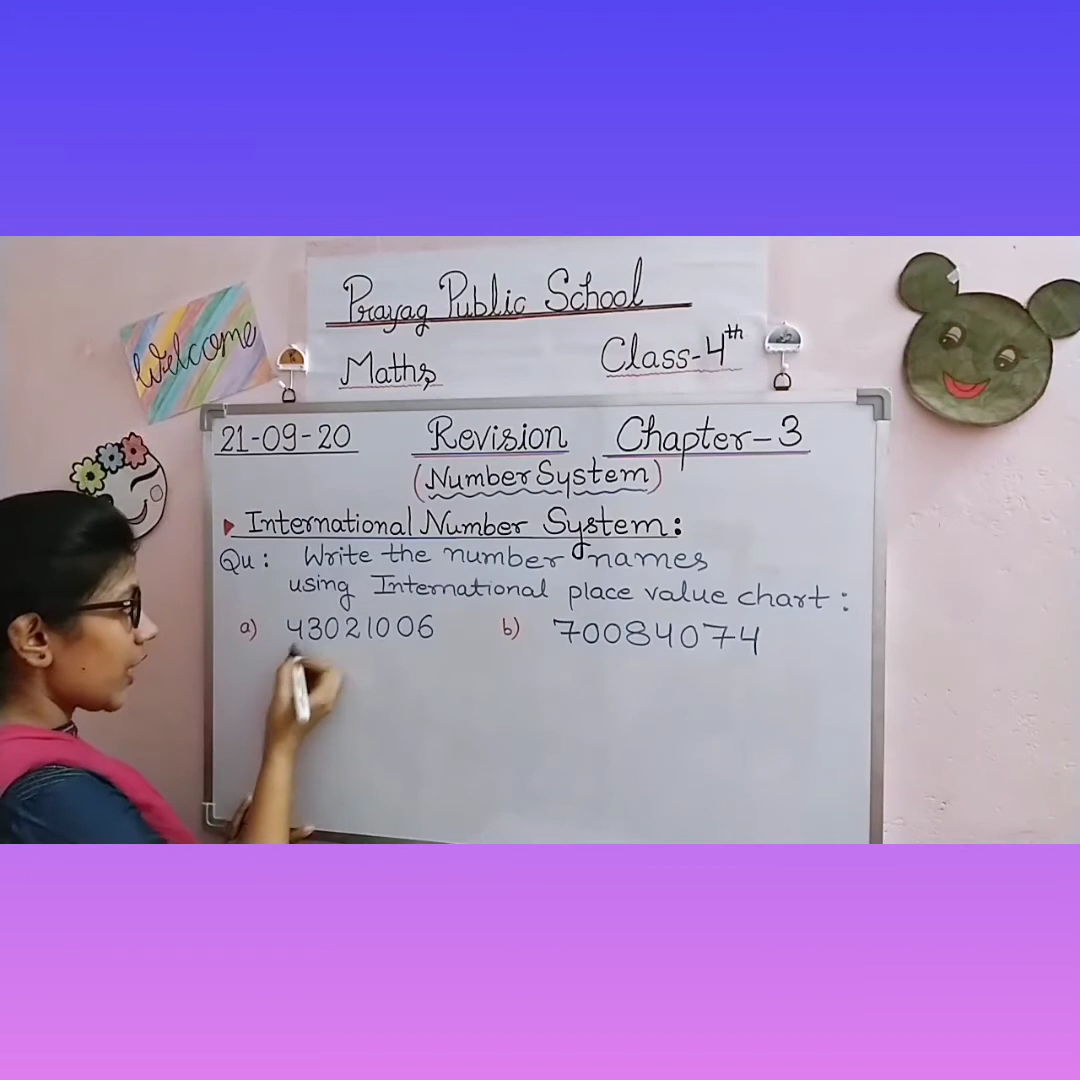 Welcome
Prayag Public School
Maths Class-4th
21-09-20 Revision Chapter-3
(Number System)
International Number System:
Qu: Write the number names
using International place value chart:
a) 43021006 b) 70084074